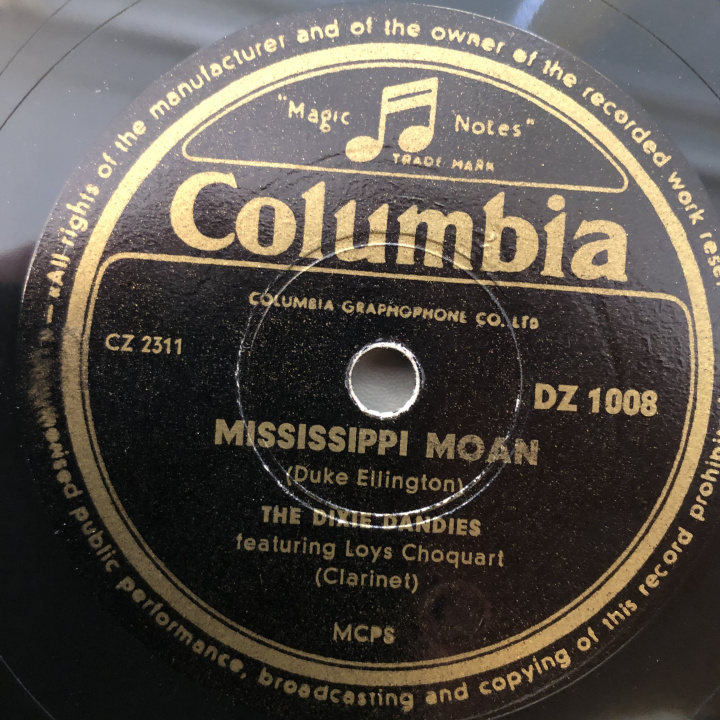 «All rights of the manufacturer and of the owner of the recorded work
"Magic Notes"
TRADE MARK
Columbia
COLUMBIA GRAPHOPHONE CO. LTD
CZ 2311
DZ 1008
MISSISSIPPI MOAN
(Duke Ellington)
THE DIXIE DANDIES
featuring Loys Choquart
(Clarinet)
MCPS
public performance, broadcasting and copying of this record